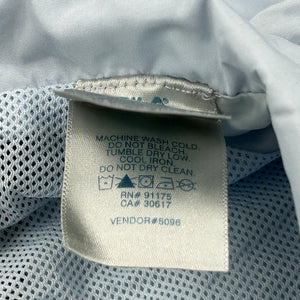 MACHINE WASH COLD.
DO NOT BLEACH.
TUMBLE DRY LOW.
COOL IRON
DO NOT DRY CLEAN
RN# 91175
CA# 30617
VENDOR#5096